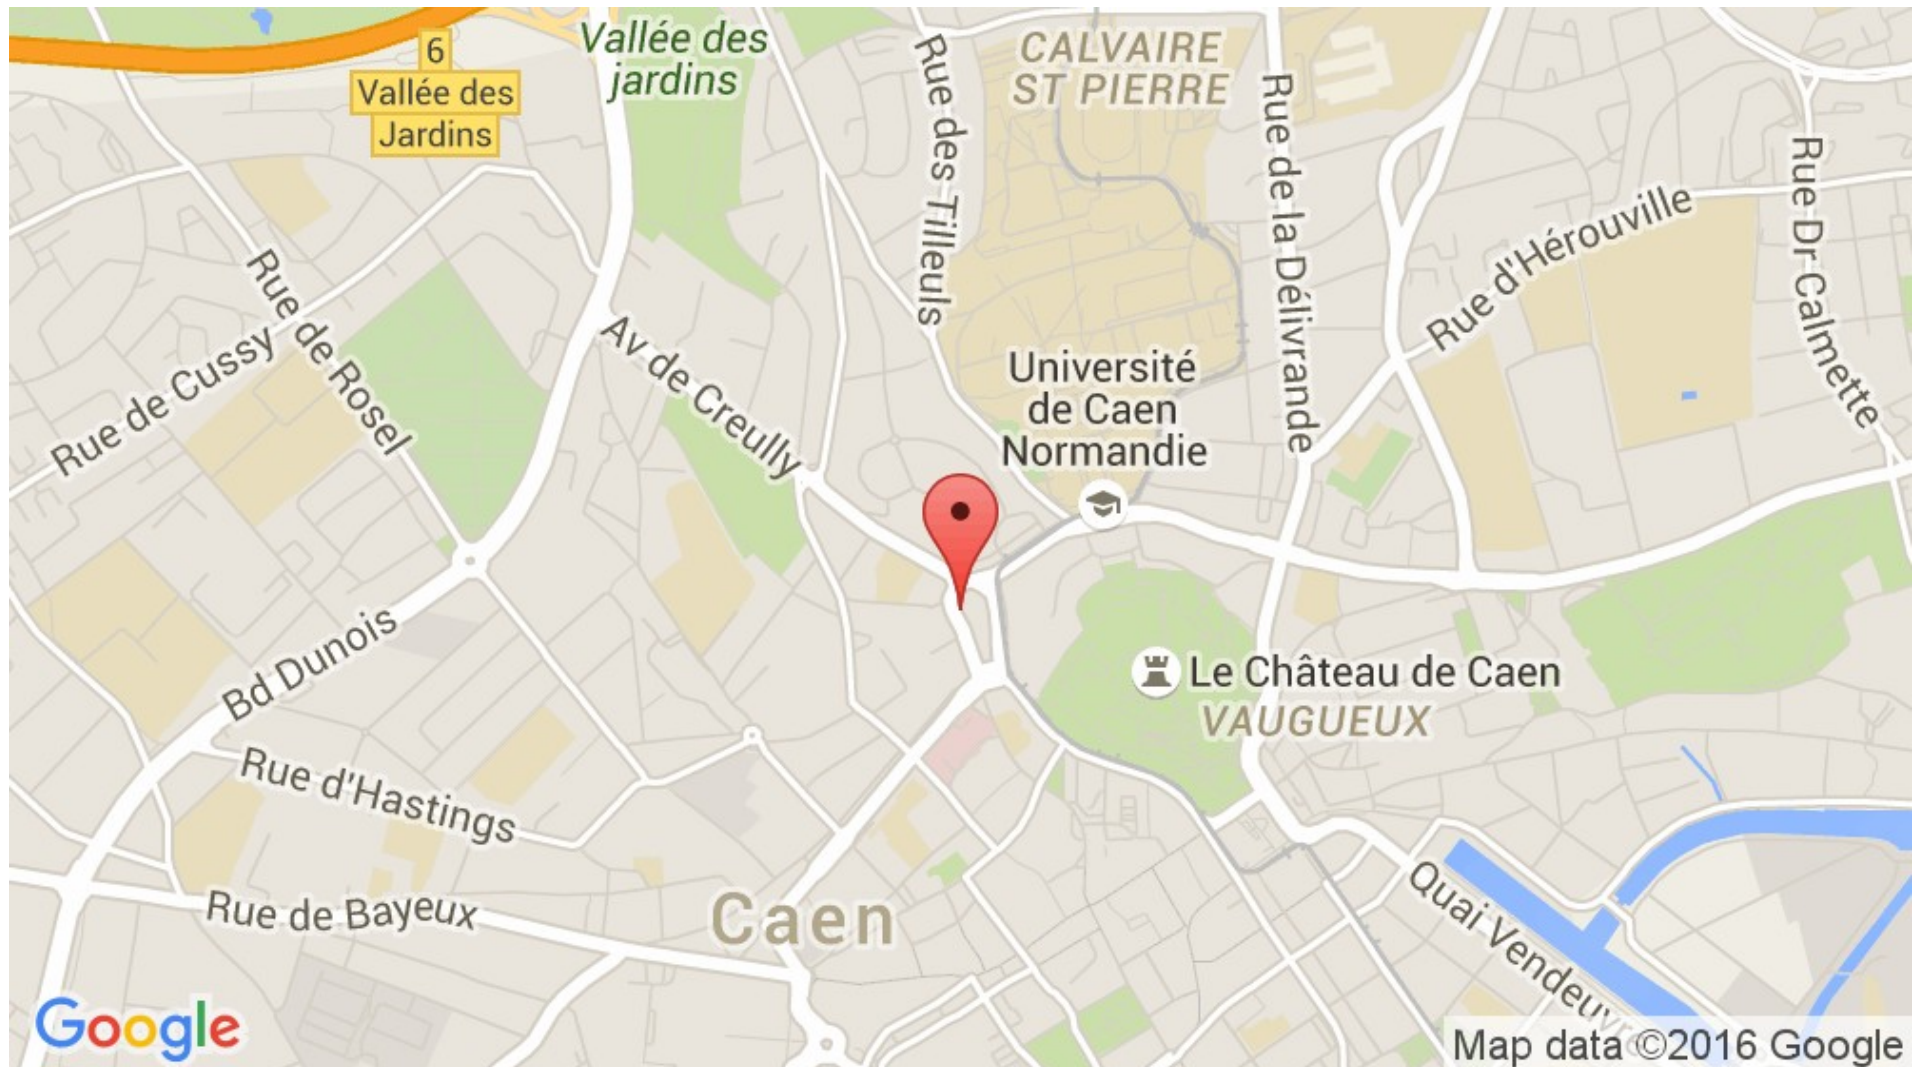 6
Vallée des
Jardins
Vallée des
jardins
Rue des Tilleuls
CALVAIRE
ST PIERRE
Rue de la Délivrande
Rue d'Hérouville
Rue Dr Calmette
Rue de Rosel
Rue de Cussy
Av de Creully
Université
de Caen
Normandie
Bd Dunois
Le Château de Caen
VAUGUEUX
Rue d'Hastings
Rue de Bayeux
Caen
Quai Vendeuvre
Google
Map data ©2016 Google